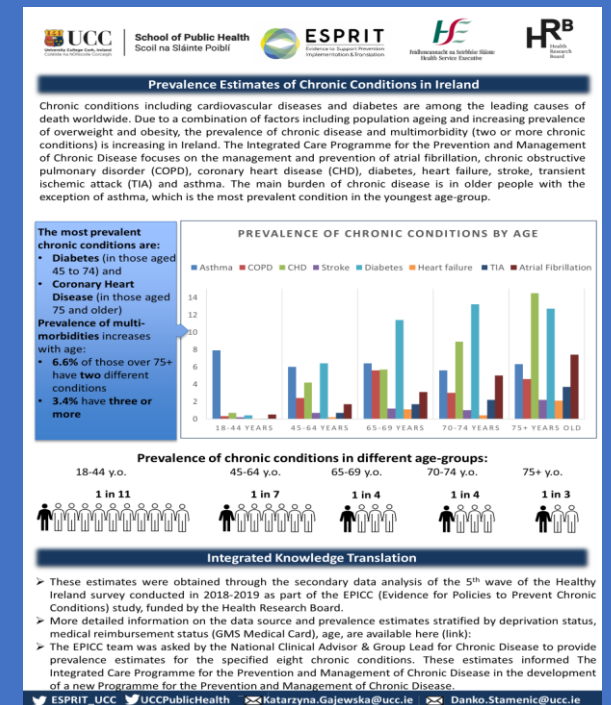 UCC
University College Cork, Ireland
School of Public Health
Scoil na Sláinte Poiblí
ESPRIT
Evidence to Support Prevention
Implementation & Translation
Feidhmeannacht na Seirbhíse Sláinte
Health Service Executive
HRB
Health
Research
Board
Prevalence Estimates of Chronic Conditions in Ireland
Chronic conditions including cardiovascular diseases and diabetes are among the leading causes of
death worldwide. Due to a combination of factors including population ageing and increasing prevalence
of overweight and obesity, the prevalence of chronic disease and multimorbidity (two or more chronic
conditions) is increasing in Ireland. The Integrated Care Programme for the Prevention and Management
of Chronic Disease focuses on the management and prevention of atrial fibrillation, chronic obstructive
pulmonary disorder (COPD), coronary heart disease (CHD), diabetes, heart failure, stroke, transient
ischemic attack (TIA) and asthma. The main burden of chronic disease is in older people with the
exception of asthma, which is the most prevalent condition in the youngest age-group.
The most prevalent
chronic conditions are:
• Diabetes (in those aged
45 to 74) and
• Coronary Heart
Disease (in those aged
75 and older)
Prevalence of multi-
morbidities increases
with age:
• 6.6% of those over 75+
have two different
conditions
• 3.4% have three or
more
PREVALENCE OF CHRONIC CONDITIONS BY AGE
Asthma COPD CHD Stroke Diabetes Heart failure TIA Atrial Fibrillation
14
12
10
8
6
4
2
0
18-44 YEARS 45-64 YEARS 65-69 YEARS 70-74 YEARS 75+ YEARS OLD
Prevalence of chronic conditions in different age-groups:
18-44 y.o. 45-64 y.o. 65-69 y.o. 70-74 y.o. 75+ y.o.
1 in 11 1 in 7 1 in 4 1 in 4 1 in 3
Integrated Knowledge Translation
➢ These estimates were obtained through the secondary data analysis of the 5th wave of the Healthy
Ireland survey conducted in 2018-2019 as part of the EPICC (Evidence for Policies to Prevent Chronic
Conditions) study, funded by the Health Research Board.
➢ More detailed information on the data source and prevalence estimates stratified by deprivation status,
medical reimbursement status (GMS Medical Card), age, are available here (link):
➢ The EPICC team was asked by the National Clinical Advisor & Group Lead for Chronic Disease to provide
prevalence estimates for the specified eight chronic conditions. These estimates informed The
Integrated Care Programme for the Prevention and Management of Chronic Disease in the development
of a new Programme for the Prevention and Management of Chronic Disease.
ESPRIT_UCC UCCPublicHealth Katarzyna.Gajewska@ucc.ie Danko.Stamenic@ucc.ie